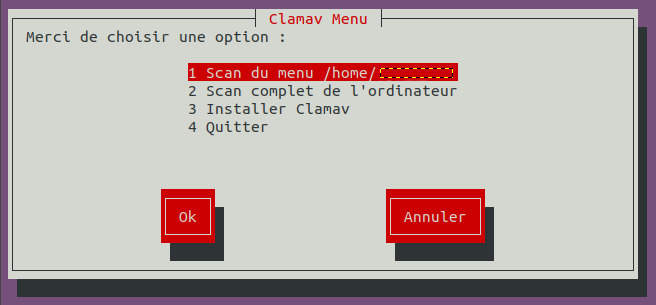 Clamav Menu
Merci de choisir une option :
1 Scan du menu /home/
2 Scan complet de l'ordinateur
3 Installer Clamav
4 Quitter
Ok
Annuler